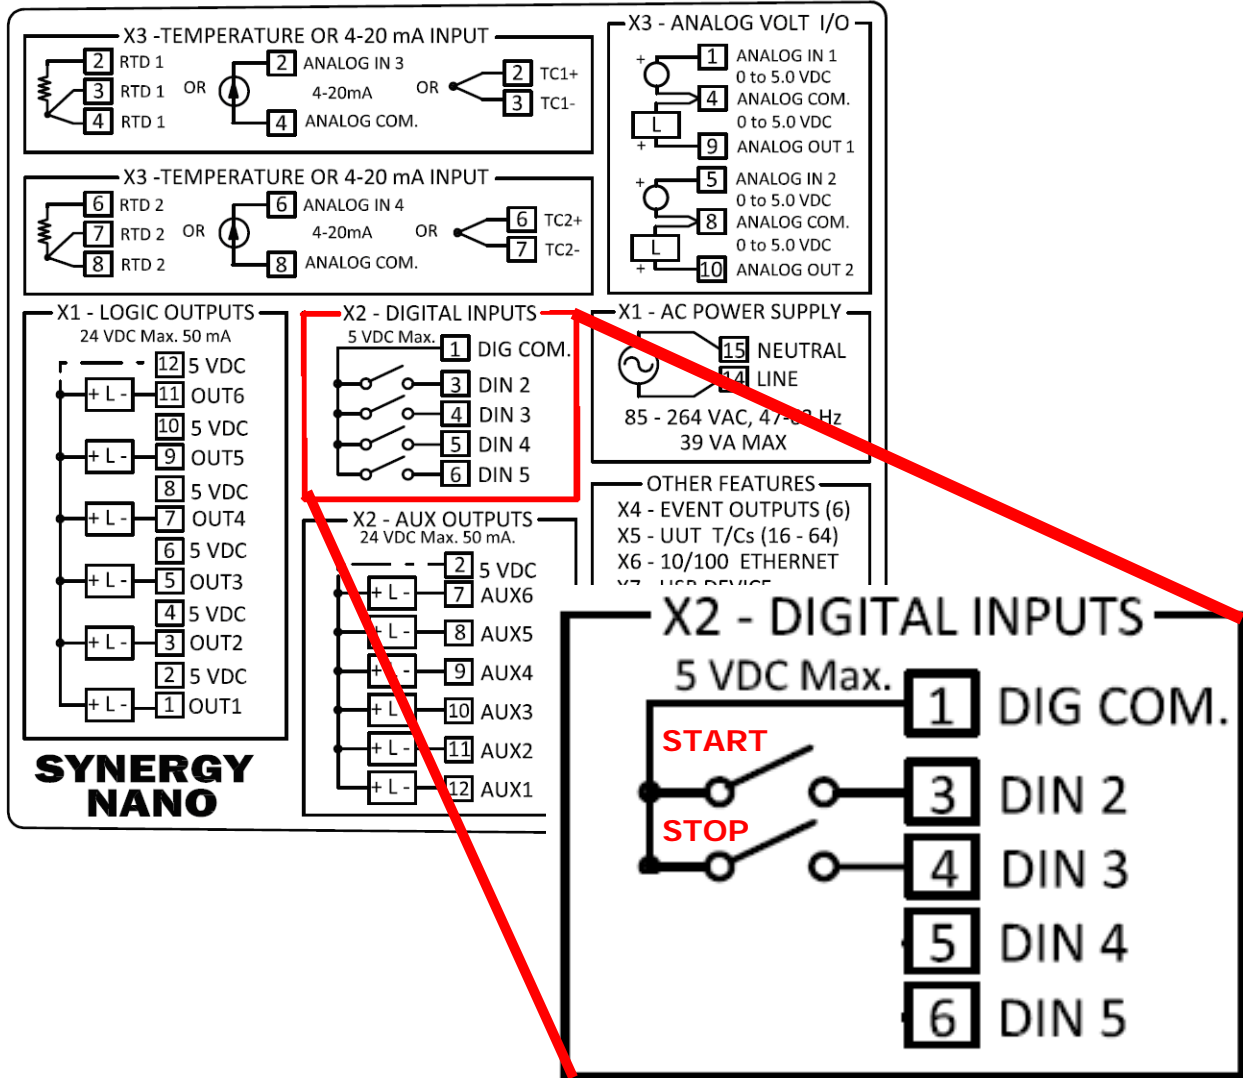 X3 -TEMPERATURE OR 4-20 mA INPUT
2 RTD 1
3 RTD 1
4 RTD 1
OR
2 ANALOG IN 3
4-20mA
4 ANALOG COM.
OR
2 TC1+
3 TC1-
X3 - ANALOG VOLT I/O
+
1 ANALOG IN 1
0 to 5.0 VDC
4 ANALOG COM.
0 to 5.0 VDC
L
+
9 ANALOG OUT 1
+
5 ANALOG IN 2
0 to 5.0 VDC
8 ANALOG COM.
0 to 5.0 VDC
L
+
10 ANALOG OUT 2
X3 -TEMPERATURE OR 4-20 mA INPUT
6 RTD 2
7 RTD 2
8 RTD 2
OR
6 ANALOG IN 4
4-20mA
8 ANALOG COM.
OR
6 TC2+
7 TC2-
X1 - LOGIC OUTPUTS
24 VDC Max. 50 mA
12 5 VDC
+ L - 11 OUT6
10 5 VDC
+ L - 9 OUT5
8 5 VDC
+ L - 7 OUT4
6 5 VDC
+ L - 5 OUT3
4 5 VDC
+ L - 3 OUT2
2 5 VDC
+ L - 1 OUT1
SYNERGY
NANO
X2 - DIGITAL INPUTS
5 VDC Max.
1 DIG COM.
3 DIN 2
4 DIN 3
5 DIN 4
6 DIN 5
X2 - AUX OUTPUTS
24 VDC Max. 50 mA.
2 5 VDC
+ L - 7 AUX6
+ L - 8 AUX5
+ L - 9 AUX4
+ L - 10 AUX3
+ L - 11 AUX2
+ L - 12 AUX1
X1 - AC POWER SUPPLY
15 NEUTRAL
14 LINE
85 - 264 VAC, Hz
39 VA MAX
OTHER FEATURES
X4 - EVENT OUTPUTS (6)
X5 - UUT T/Cs (16 - 64)
X6 - 10/100 ETHERNET
X2 - DIGITAL INPUTS
5 VDC Max.
1 DIG COM.
START
3 DIN 2
STOP
4 DIN 3
5 DIN 4
6 DIN 5